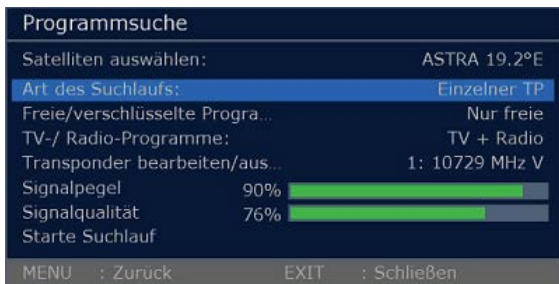 Programmsuche
Satelliten auswählen: ASTRA 19.2°E
Art des Suchlaufs: Einzelner TP
Freie/verschlüsselte Progra... Nur freie
TV-/ Radio-Programme: TV + Radio
Transponder bearbeiten/aus... 1: 10729 MHz V
Signalpegel 90%
Signalqualität 76%
Starte Suchlauf
MENU : Zurück EXIT : Schließen